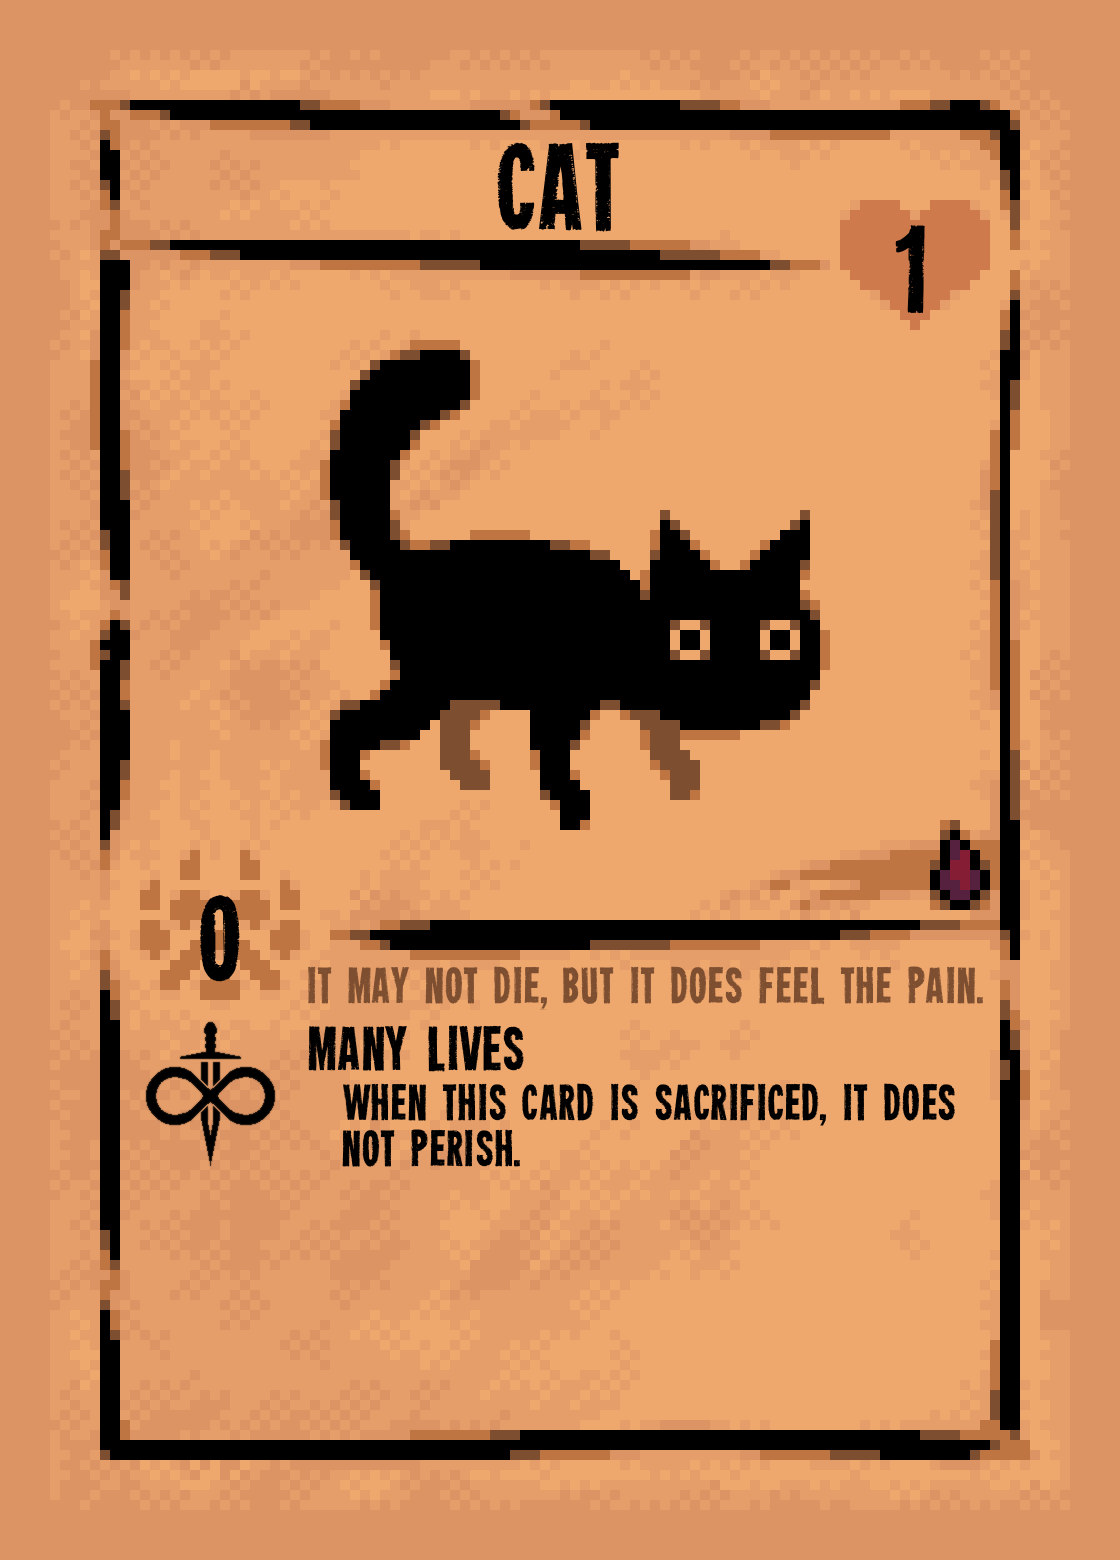 CAT
1
0
IT MAY NOT DIE, BUT IT DOES FEEL THE PAIN.
MANY LIVES
WHEN THIS CARD IS SACRIFICED, IT DOES
NOT PERISH.